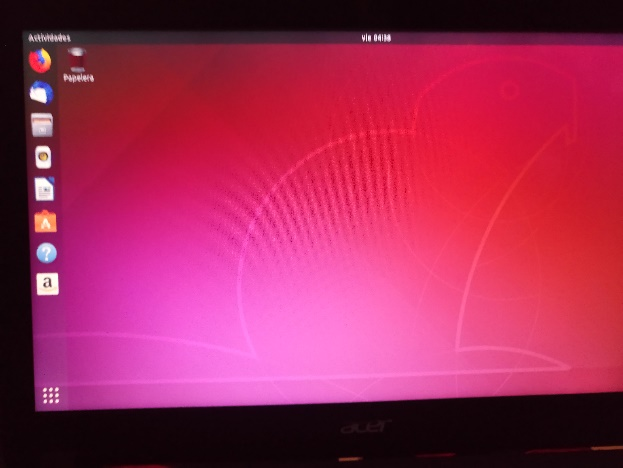 Actividades
vie 04:38
Papelera
a
acer